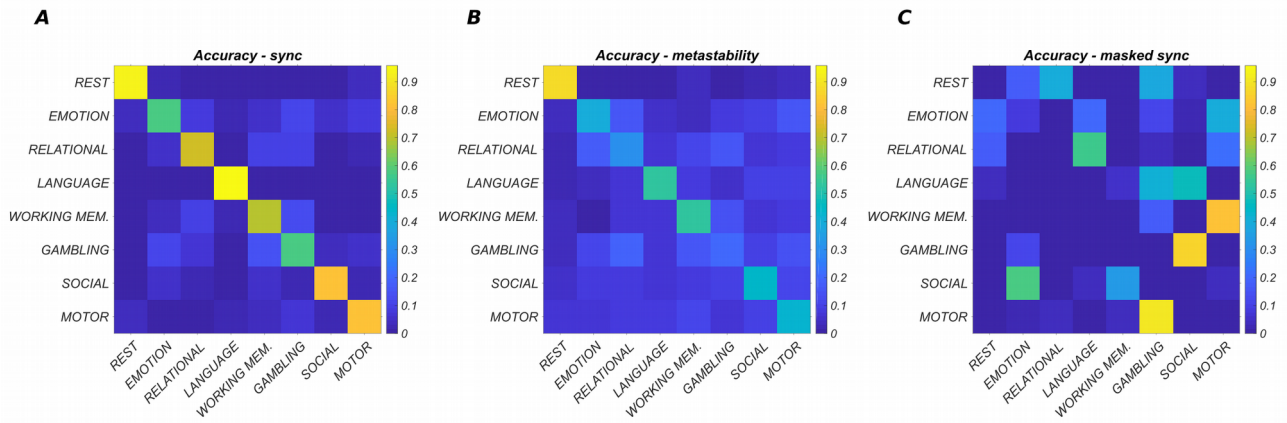 A
Accuracy - sync
REST
EMOTION
RELATIONAL
LANGUAGE
WORKING MEM.
GAMBLING
SOCIAL
MOTOR
REST
EMOTION
RELATIONAL
LANGUAGE
WORKING MEM.
GAMBLING
SOCIAL
MOTOR
0.9
0.8
0.7
0.6
0.5
0.4
0.3
0.2
0.1
0
B
Accuracy - metastability
REST
EMOTION
RELATIONAL
LANGUAGE
WORKING MEM.
GAMBLING
SOCIAL
MOTOR
REST
EMOTION
RELATIONAL
LANGUAGE
WORKING MEM.
GAMBLING
SOCIAL
MOTOR
0.9
0.8
0.7
0.6
0.5
0.4
0.3
0.2
0.1
0
C
Accuracy - masked sync
REST
EMOTION
RELATIONAL
LANGUAGE
WORKING MEM.
GAMBLING
SOCIAL
MOTOR
REST
EMOTION
RELATIONAL
LANGUAGE
WORKING MEM.
GAMBLING
SOCIAL
MOTOR
0.9
0.8
0.7
0.6
0.5
0.4
0.3
0.2
0.1
0